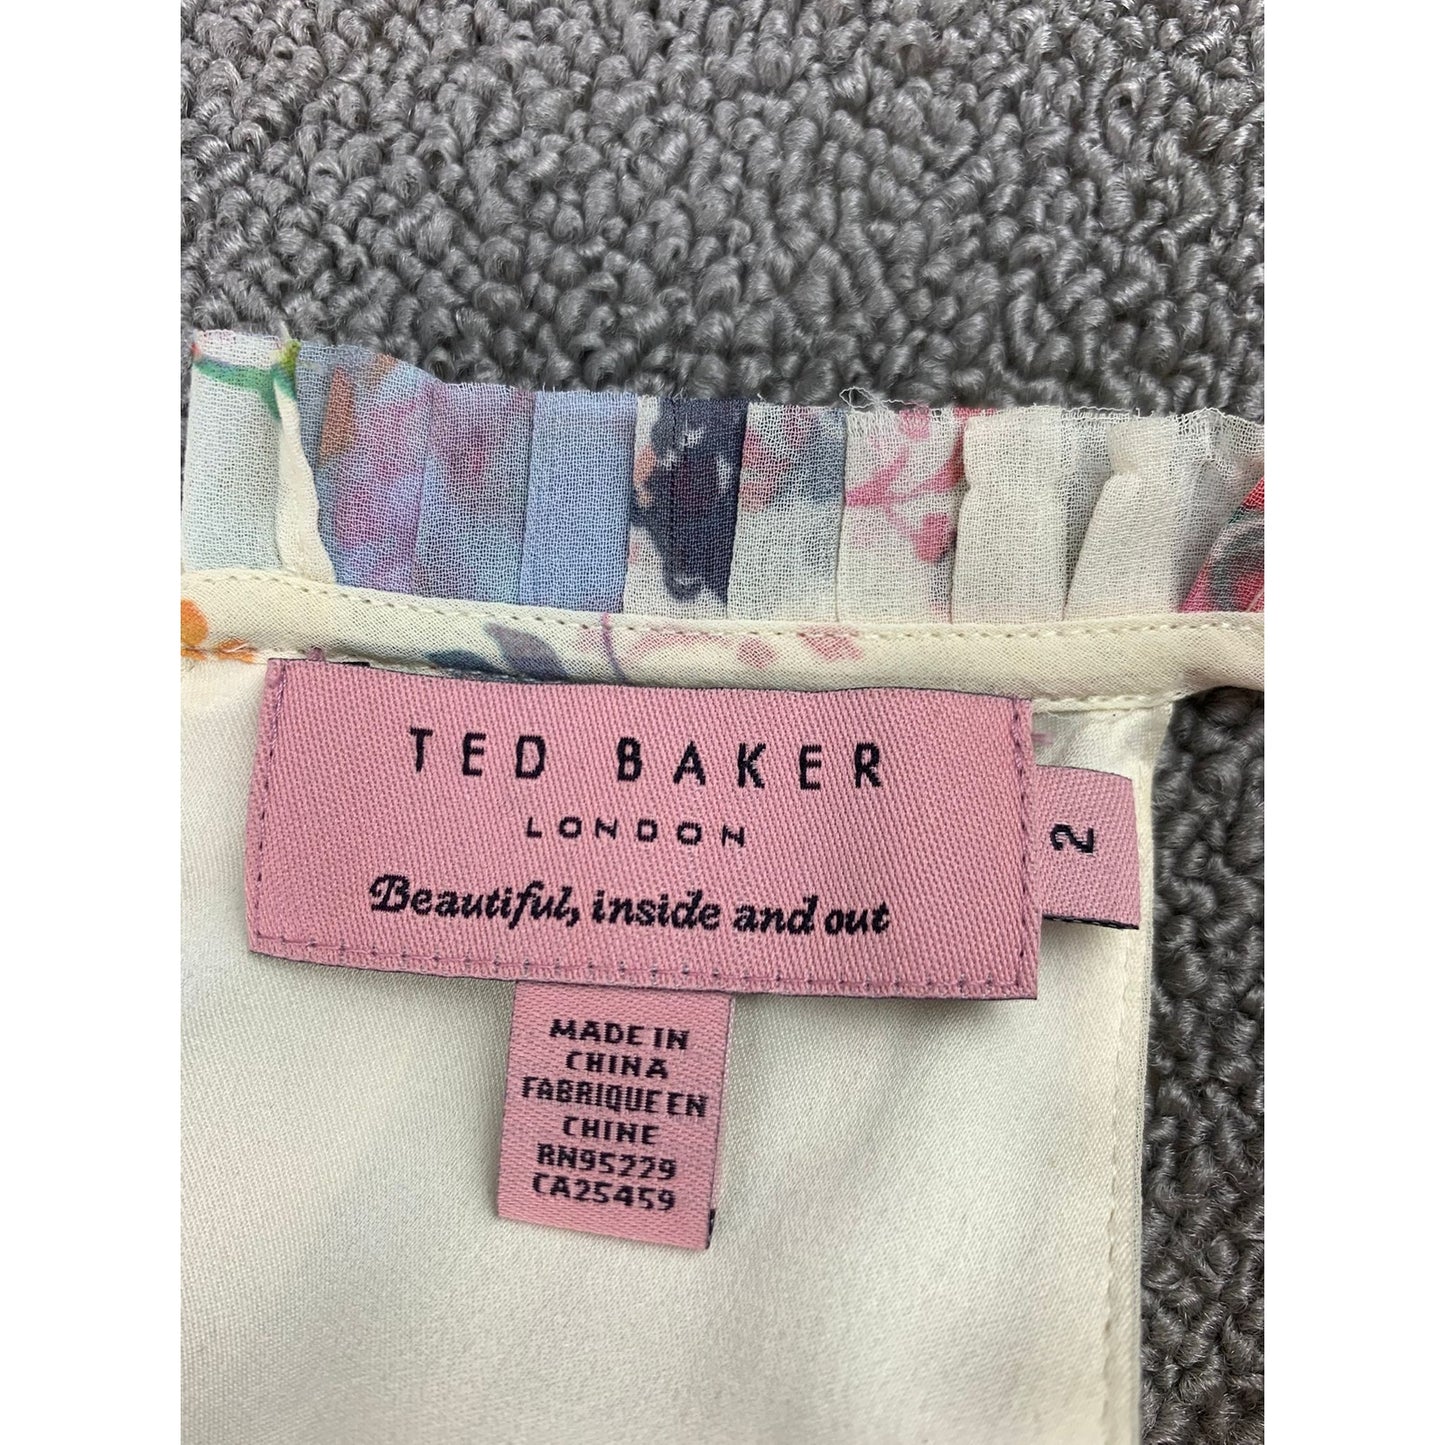 TED BAKER
LONDON
Beautiful, inside and out
2
MADE IN
CHINA
FABRIQUE EN
CHINE
RN95229
CA25459